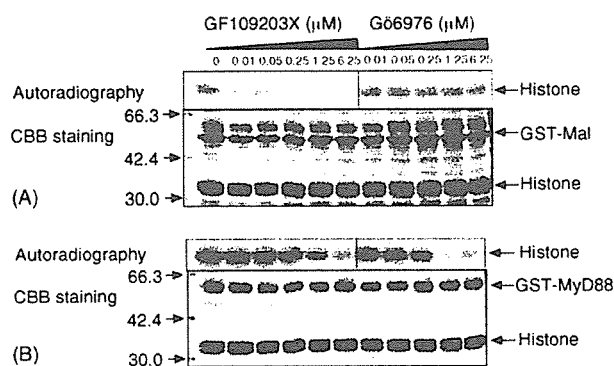 GF109203X (μM) Gö6976 (μM)
0 0.01 0.05 0.25 1.25 6.25 0.01 0.05 0.25 1.25 6.25
Autoradiography Histone
66.3
CBB staining GST-Mal
42.4
Histone
(A) 30.0
Autoradiography Histone
66.3
CBB staining GST-MyD88
42.4
Histone
(B) 30.0